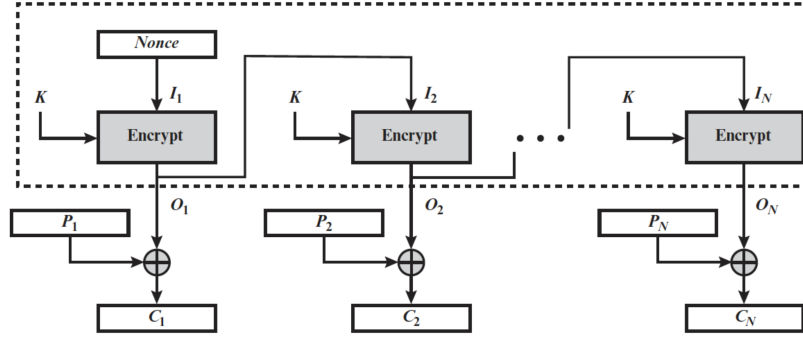 Nonce
K I1 K I2 K IN
Encrypt Encrypt • • • Encrypt
O1 O2 ON
P1 P2 PN
C1 C2 CN